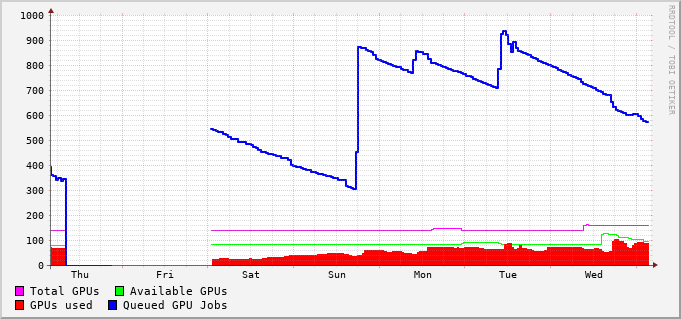 1000
900
800
700
600
500
400
300
200
100
0
Thu Fri Sat Sun Mon Tue Wed
Total GPUs Available GPUs
GPUs used Queued GPU Jobs
RRDTOOL / TOBI OETIKER